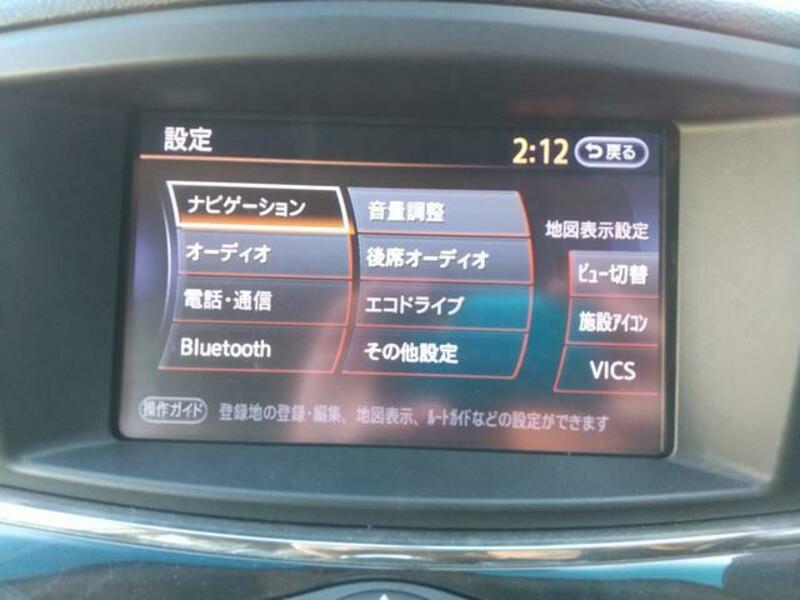 設定
2:12
戻る
ナビゲーション
音量調整
オーディオ
後席オーディオ
電話・通信
エコドライブ
Bluetooth
その他設定
地図表示設定
ビュー切替
施設アイコン
VICS
操作ガイド
登録地の登録・編集、地図表示、ルートガイドなどの設定ができます